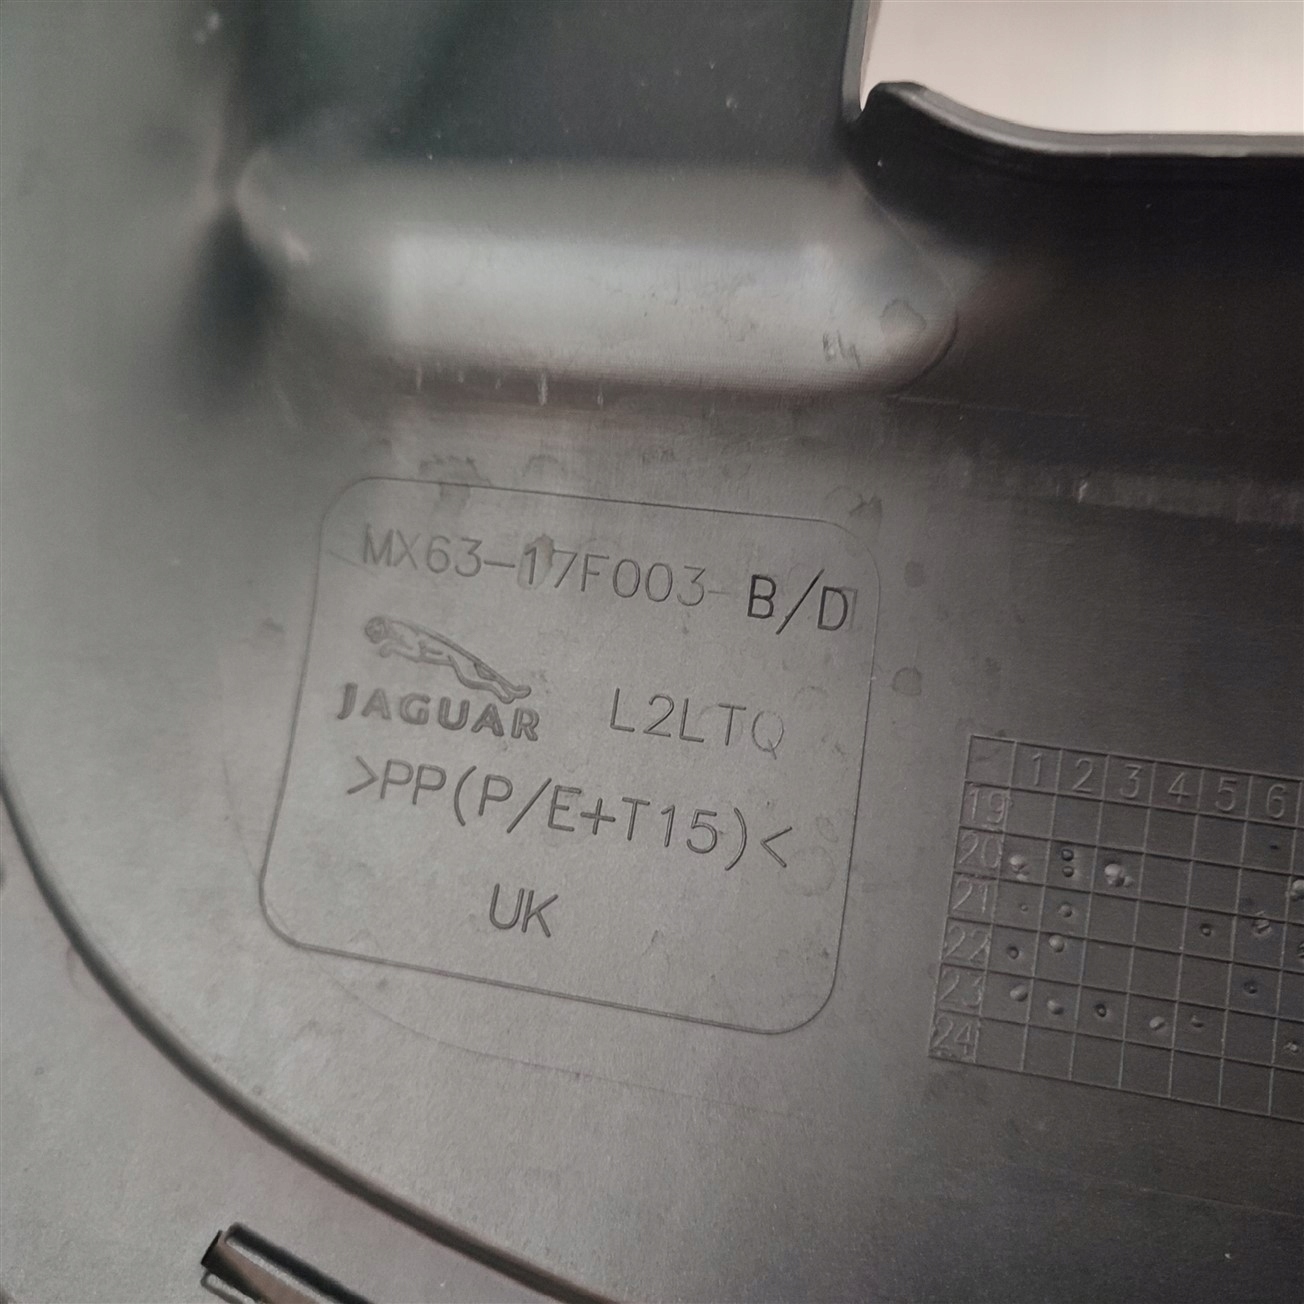 MX63-17F003-B/D
JAGUAR L2LTQ
>PP(P/E+T15)<
UK
1 2 3 4 5 6
19
20
21
22
23
24